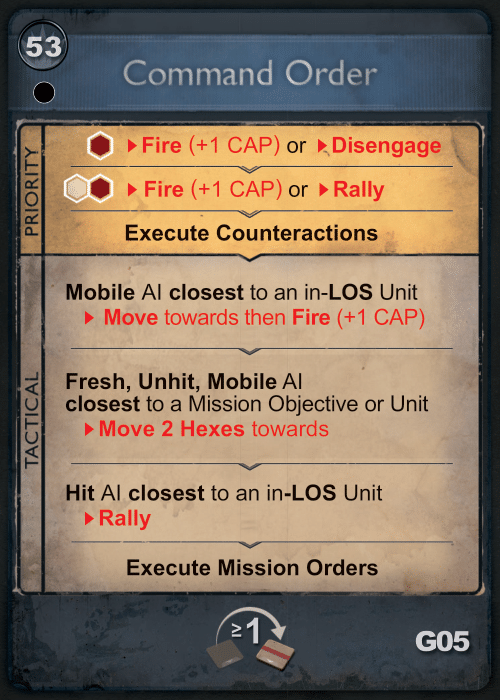 53
Command Order
PRIORITY
Fire (+1 CAP) or Disengage
Fire (+1 CAP) or Rally
Execute Counteractions
TACTICAL
Mobile AI closest to an in-LOS Unit
Move towards then Fire (+1 CAP)
Fresh, Unhit, Mobile AI
closest to a Mission Objective or Unit
Move 2 Hexes towards
Hit AI closest to an in-LOS Unit
Rally
Execute Mission Orders
≥1
G05